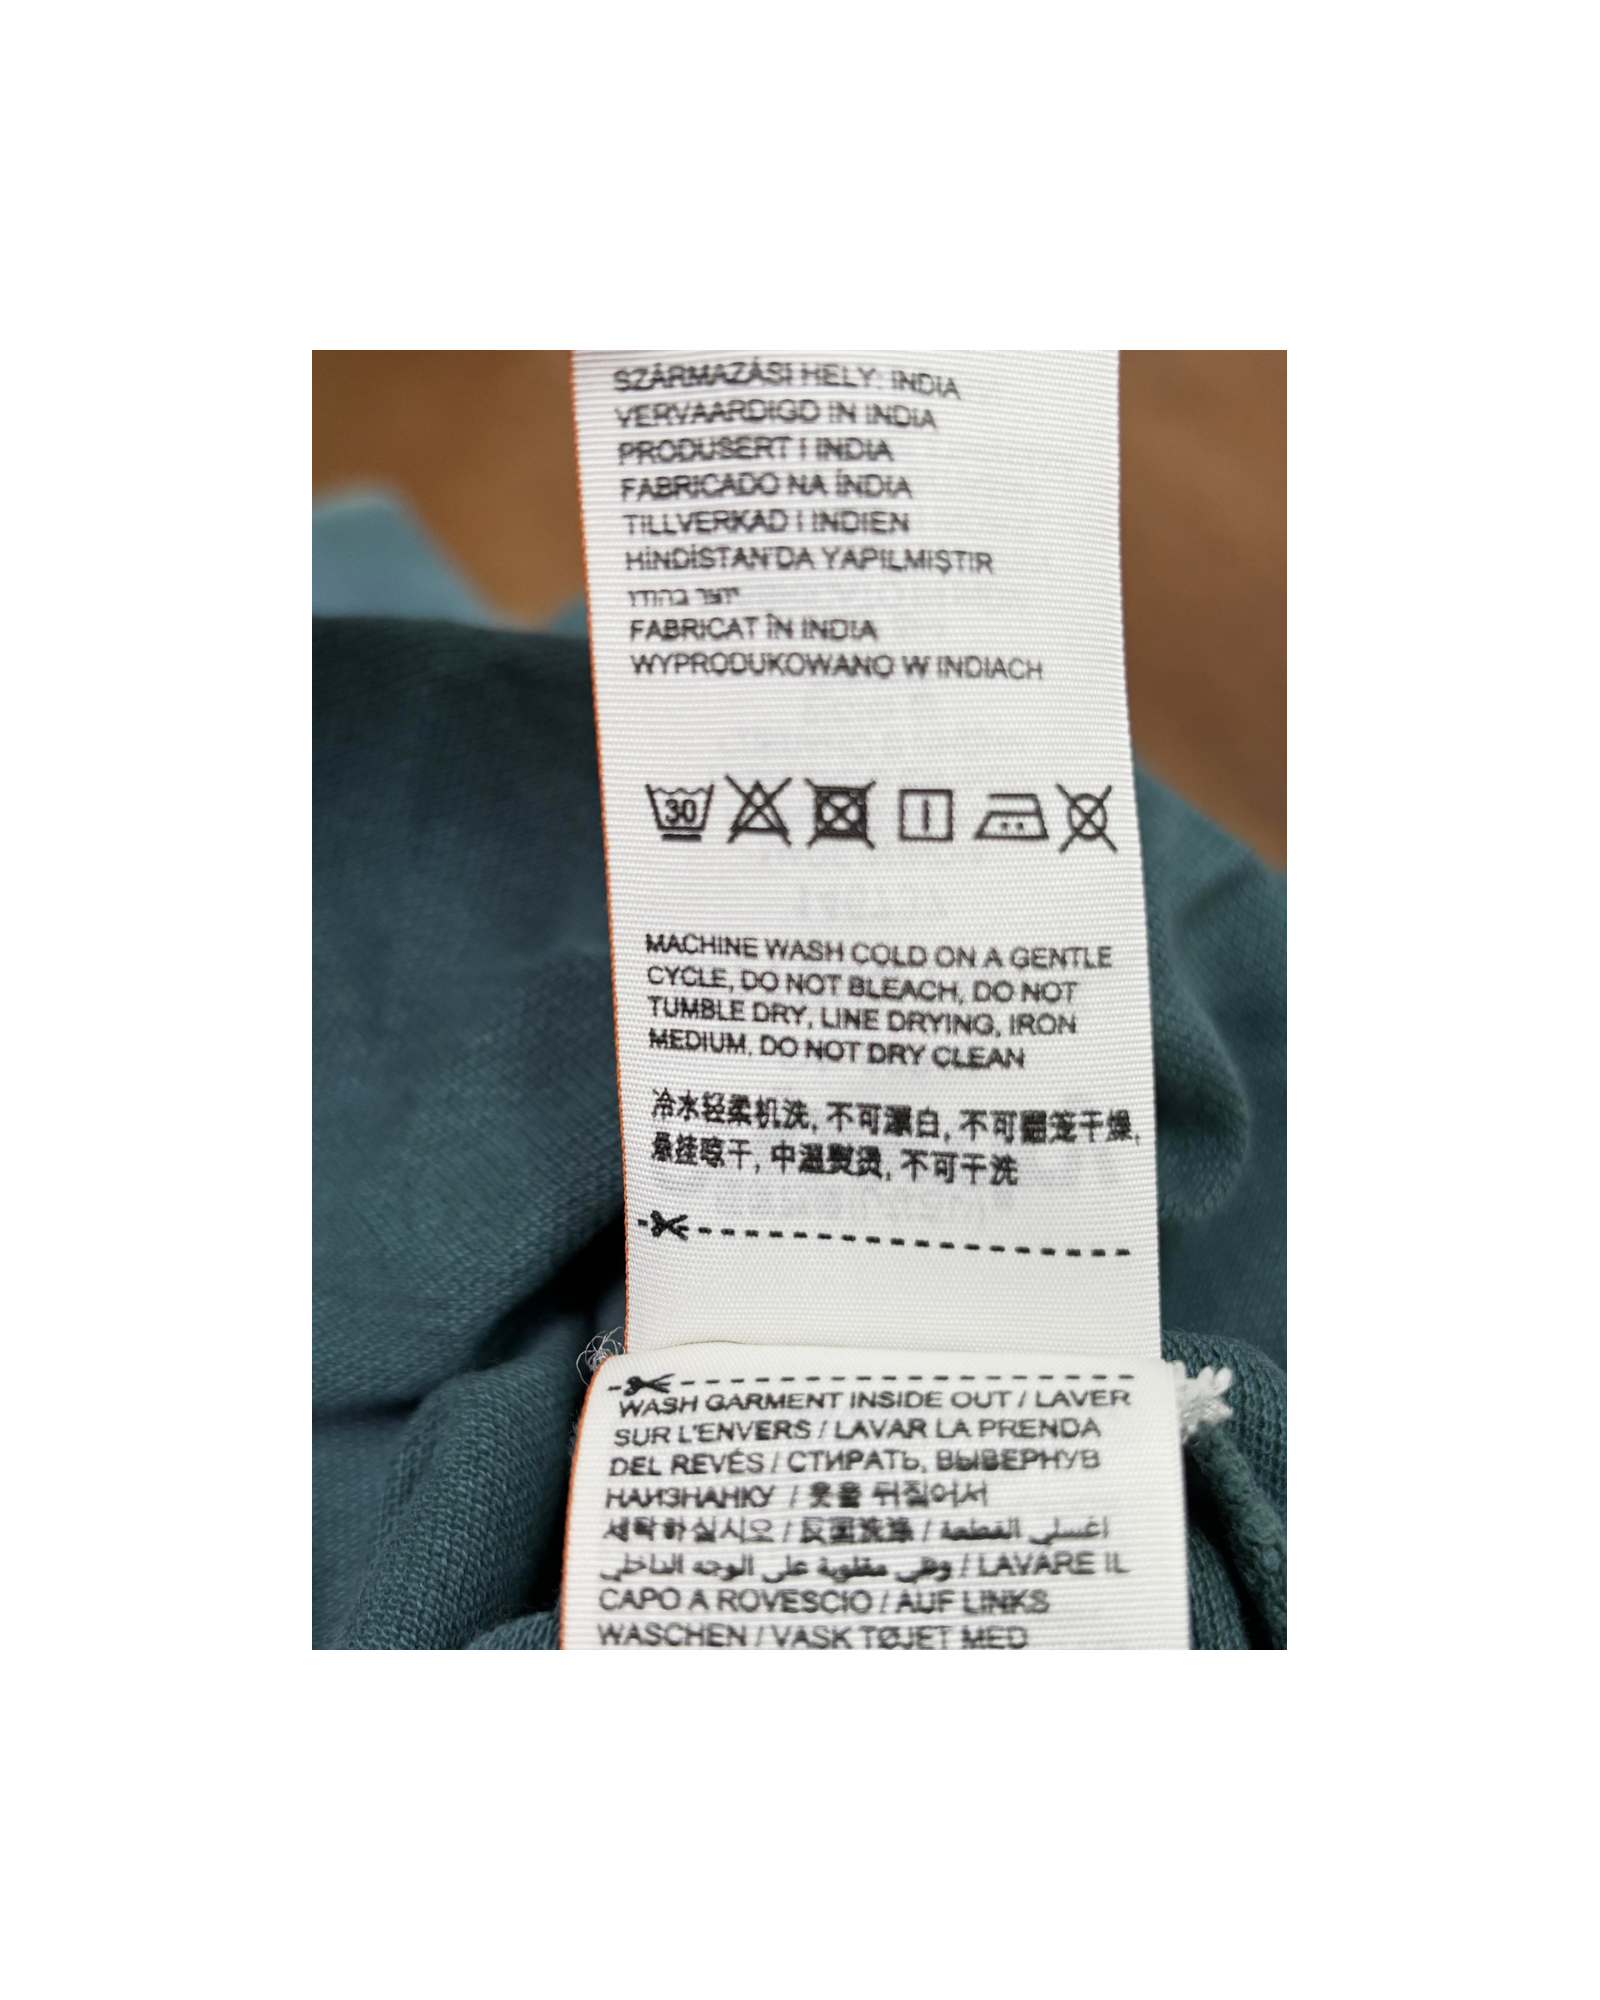 SZÁRMAZÁSI HELY: INDIA
VERVAARDIGD IN INDIA
PRODUSERT I INDIA
FABRICADO NA ÍNDIA
TILLVERKAD I INDIEN
HİNDİSTAN'DA YAPILMIŞTIR
יוצר בהודו
FABRICAT ÎN INDIA
WYPRODUKOWANO W INDIACH
30
MACHINE WASH COLD ON A GENTLE
CYCLE, DO NOT BLEACH, DO NOT
TUMBLE DRY, LINE DRYING, IRON
MEDIUM, DO NOT DRY CLEAN
冷水轻柔机洗, 不可漂白, 不可翻笼干燥,
悬挂晾干, 中温熨烫, 不可干洗
WASH GARMENT INSIDE OUT / LAVER
SUR L'ENVERS / LAVAR LA PRENDA
DEL REVÉS / СТИРАТЬ, ВЫВЕРНУВ
НАИЗНАНКУ / 옷을 뒤집어서
세탁하십시오 / 反面洗涤 / اغسلي القطعة
وهي مقلوبة على الوجه الداخلي / LAVARE IL
CAPO A ROVESCIO / AUF LINKS
WASCHEN / VASK TØJET MED